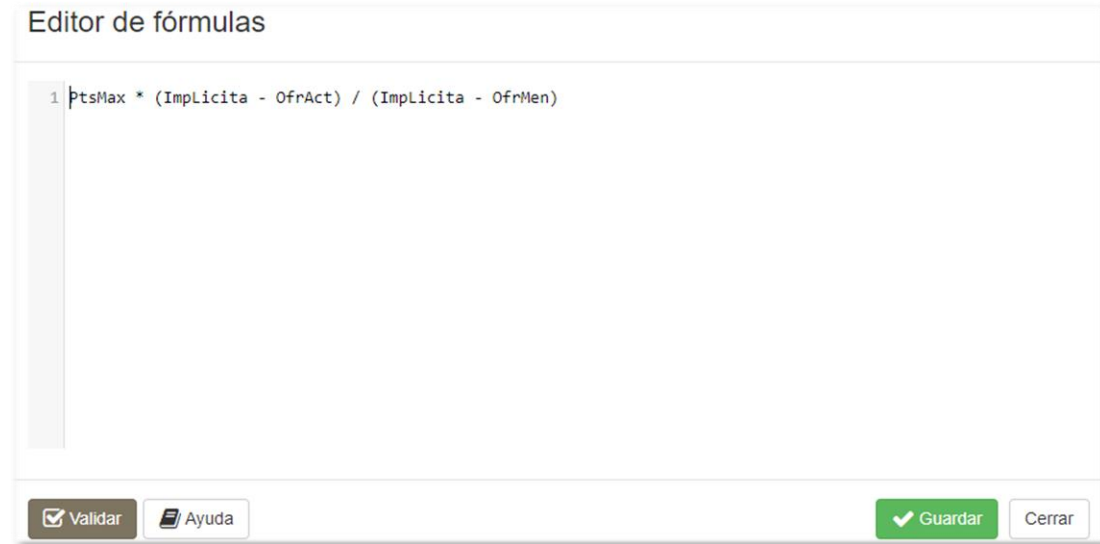 Editor de fórmulas
1 PtsMax * (ImpLicita - OfrAct) / (ImpLicita - OfrMen)
Validar Ayuda Guardar Cerrar